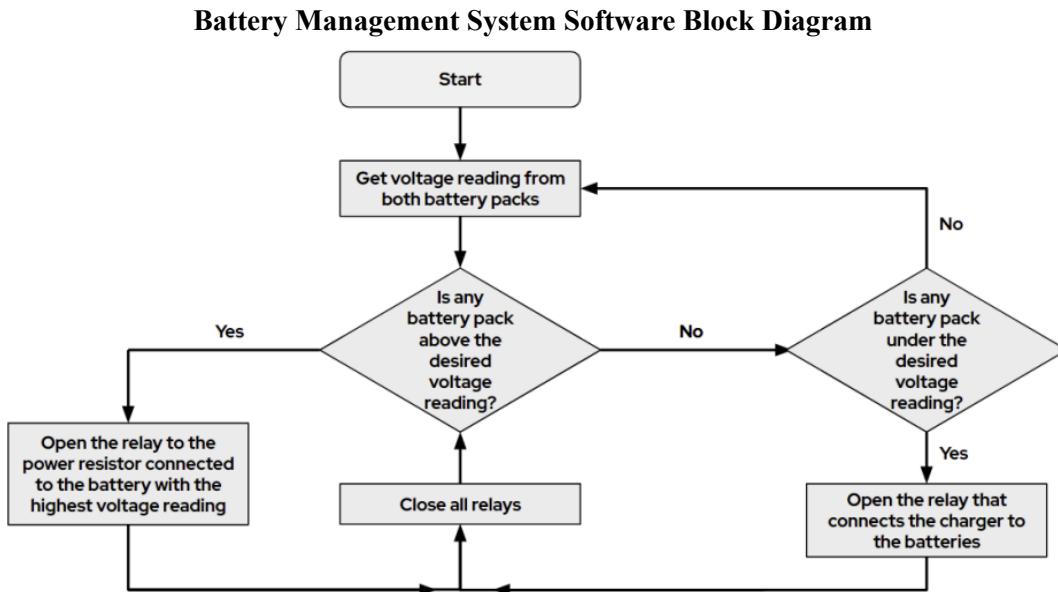 Battery Management System Software Block Diagram
Start
Get voltage reading from
both battery packs
No
Is any
battery pack
above the
desired
voltage
reading?
Yes
No
Is any
battery pack
under the
desired
voltage
reading?
Open the relay to the
power resistor connected
to the battery with the
highest voltage reading
Close all relays
Yes
Open the relay that
connects the charger to
the batteries